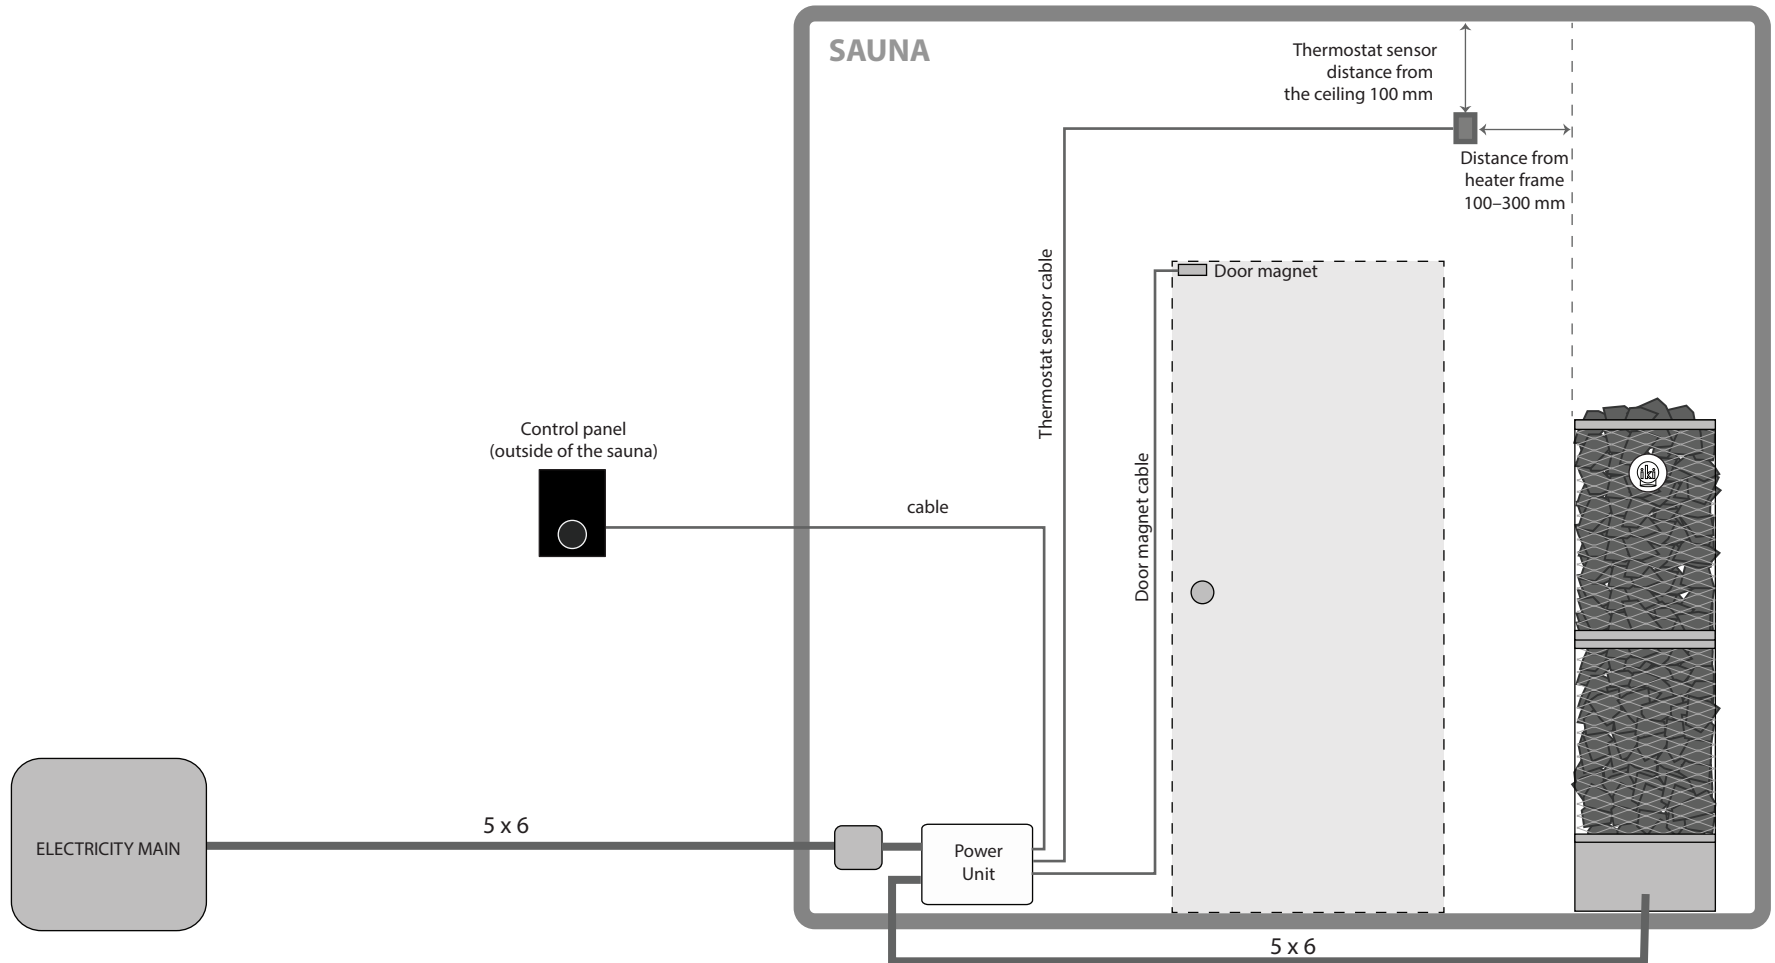 SAUNA
Thermostat sensor
distance from
the ceiling 100 mm
Distance from
heater frame
100–300 mm
Thermostat sensor cable
Door magnet
Control panel
(outside of the sauna)
cable
Door magnet cable
iki
ELECTRICITY MAIN
5 x 6
Power
Unit
5 x 6